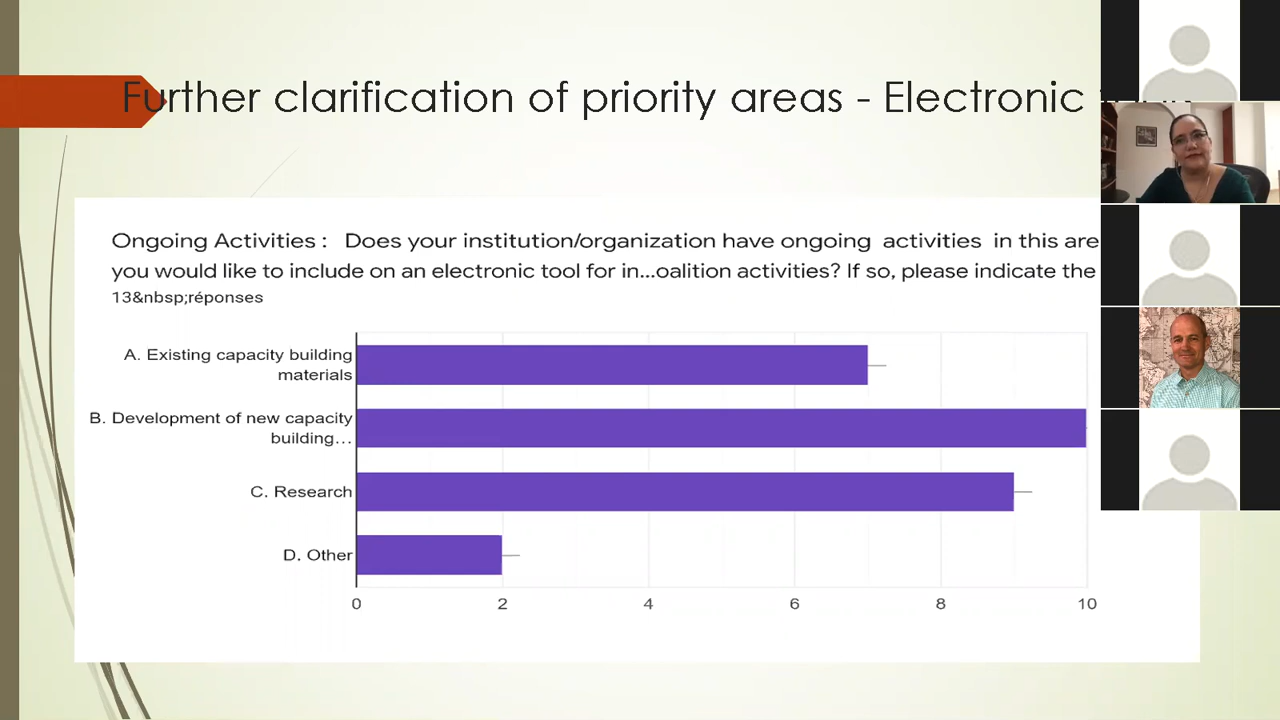 Further clarification of priority areas - Electronic
Ongoing Activities : Does your institution/organization have ongoing activities in this are
you would like to include on an electronic tool for in...oalition activities? If so, please indicate the
13&nbsp;réponses
A. Existing capacity building
materials
B. Development of new capacity
building...
C. Research
D. Other
0 2 4 6 8 10